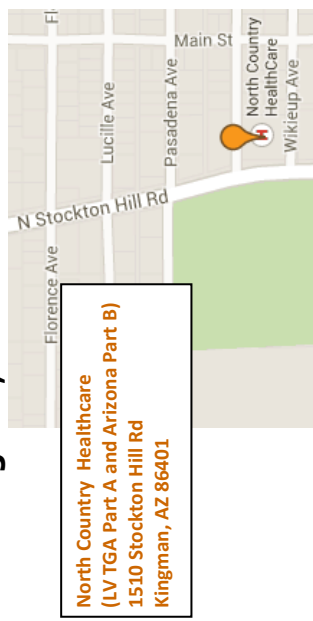 Main St
Fl
Lucille Ave
Pasadena Ave
North Country
HealthCare
H
Wikieup Ave
N Stockton Hill Rd
Florence Ave
North Country Healthcare
(LV TGA Part A and Arizona Part B)
1510 Stockton Hill Rd
Kingman, AZ 86401